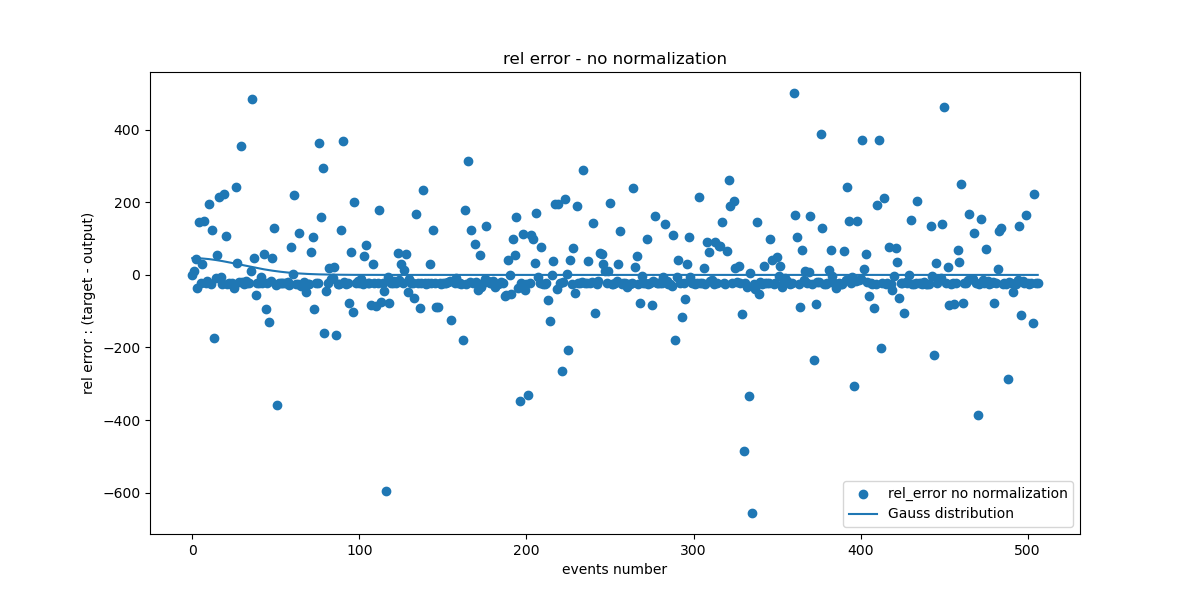 rel error - no normalization
rel error : (target - output)
400
200
0
−200
−400
−600
0 100 200 300 400 500
events number
rel_error no normalization
Gauss distribution